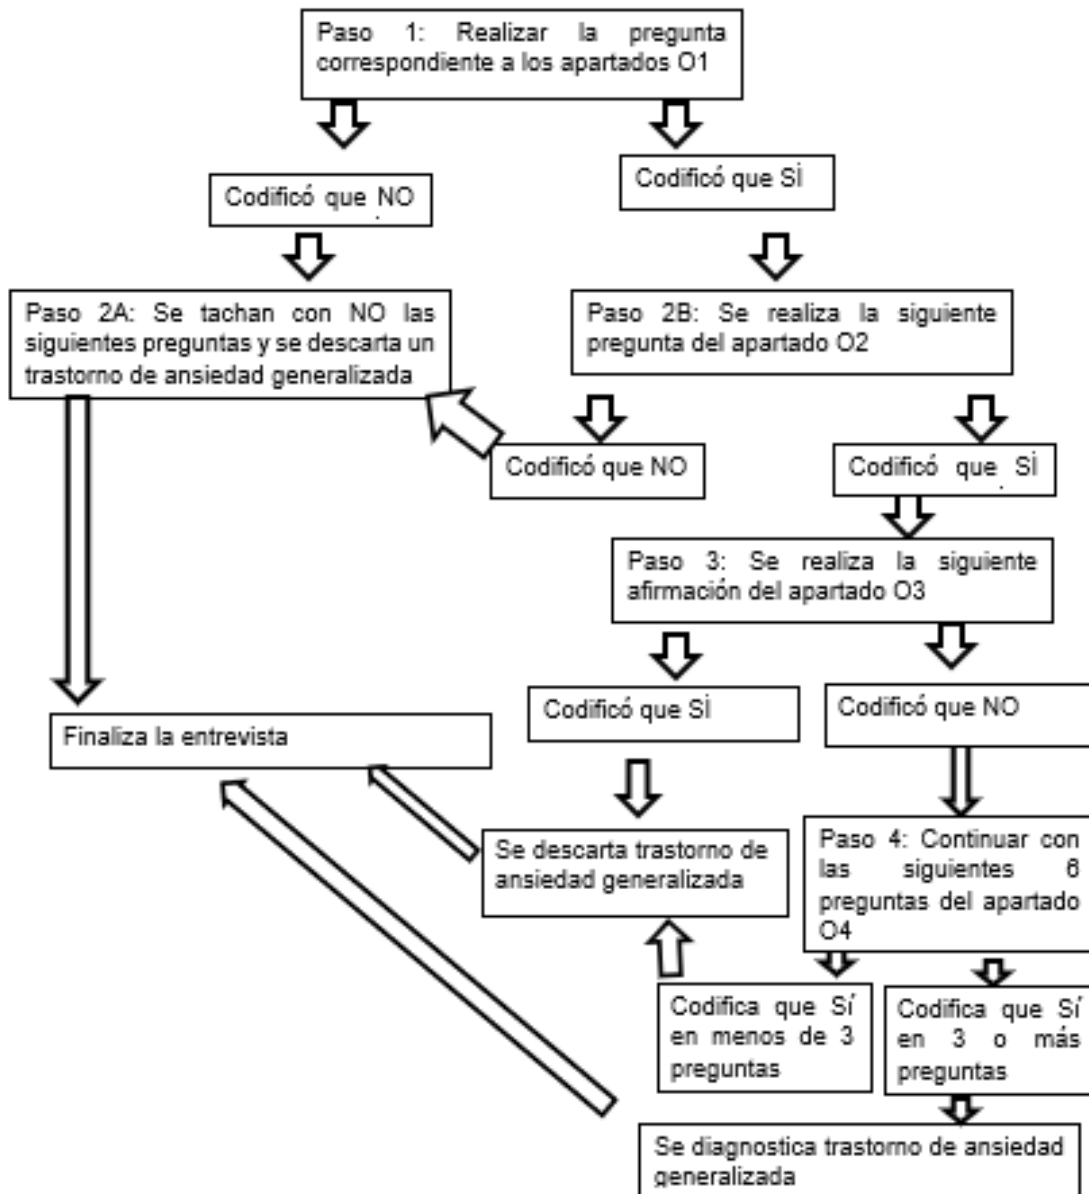 Paso 1: Realizar la pregunta
correspondiente a los apartados O1
Codificó que NO
Codificó que SÍ
Paso 2A: Se tachan con NO las
siguientes preguntas y se descarta un
trastorno de ansiedad generalizada
Paso 2B: Se realiza la siguiente
pregunta del apartado O2
Codificó que NO
Codificó que SÍ
Paso 3: Se realiza la siguiente
afirmación del apartado O3
Codificó que SÍ
Codificó que NO
Finaliza la entrevista
Se descarta trastorno de
ansiedad generalizada
Paso 4: Continuar con
las siguientes 6
preguntas del apartado
O4
Codifica que Sí
en menos de 3
preguntas
Codifica que Sí
en 3 o más
preguntas
Se diagnostica trastorno de ansiedad
generalizada